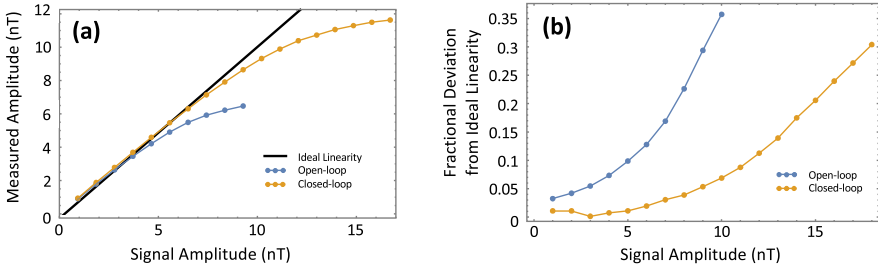 (a)
Measured Amplitude (nT)
12
10
8
6
4
2
0
0
5
10
15
Signal Amplitude (nT)
Ideal Linearity
Open-loop
Closed-loop
(b)
Fractional Deviation
from Ideal Linearity
0.35
0.3
0.25
0.2
0.15
0.1
0.05
0
0
5
10
15
Signal Amplitude (nT)
Open-loop
Closed-loop